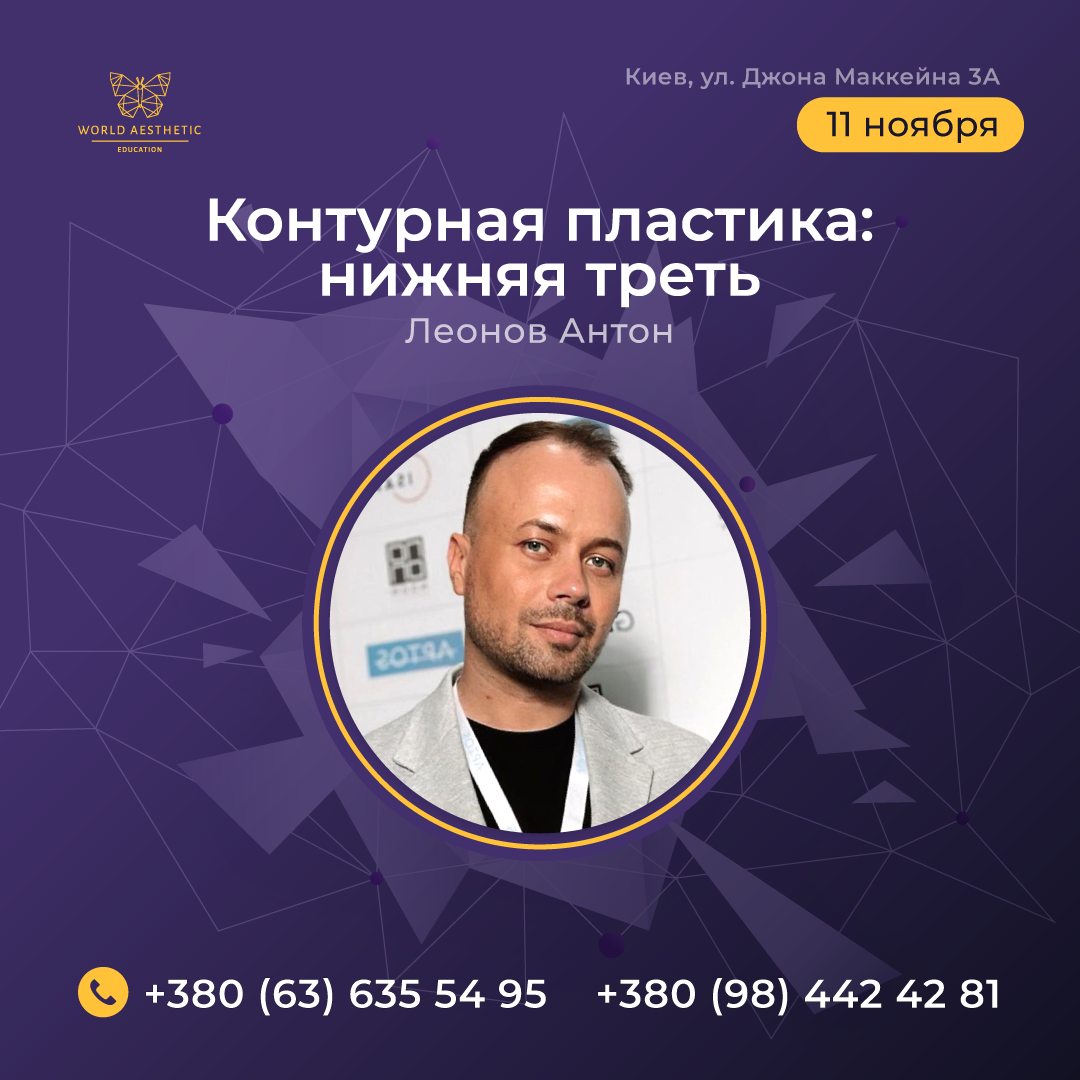 WORLD AESTHETIC
EDUCATION
Киев, ул. Джона Маккейна 3А
11 ноября
Контурная пластика:
нижняя треть
Леонов Антон
APTOS
+380 (63) 635 54 95
+380 (98) 442 42 81